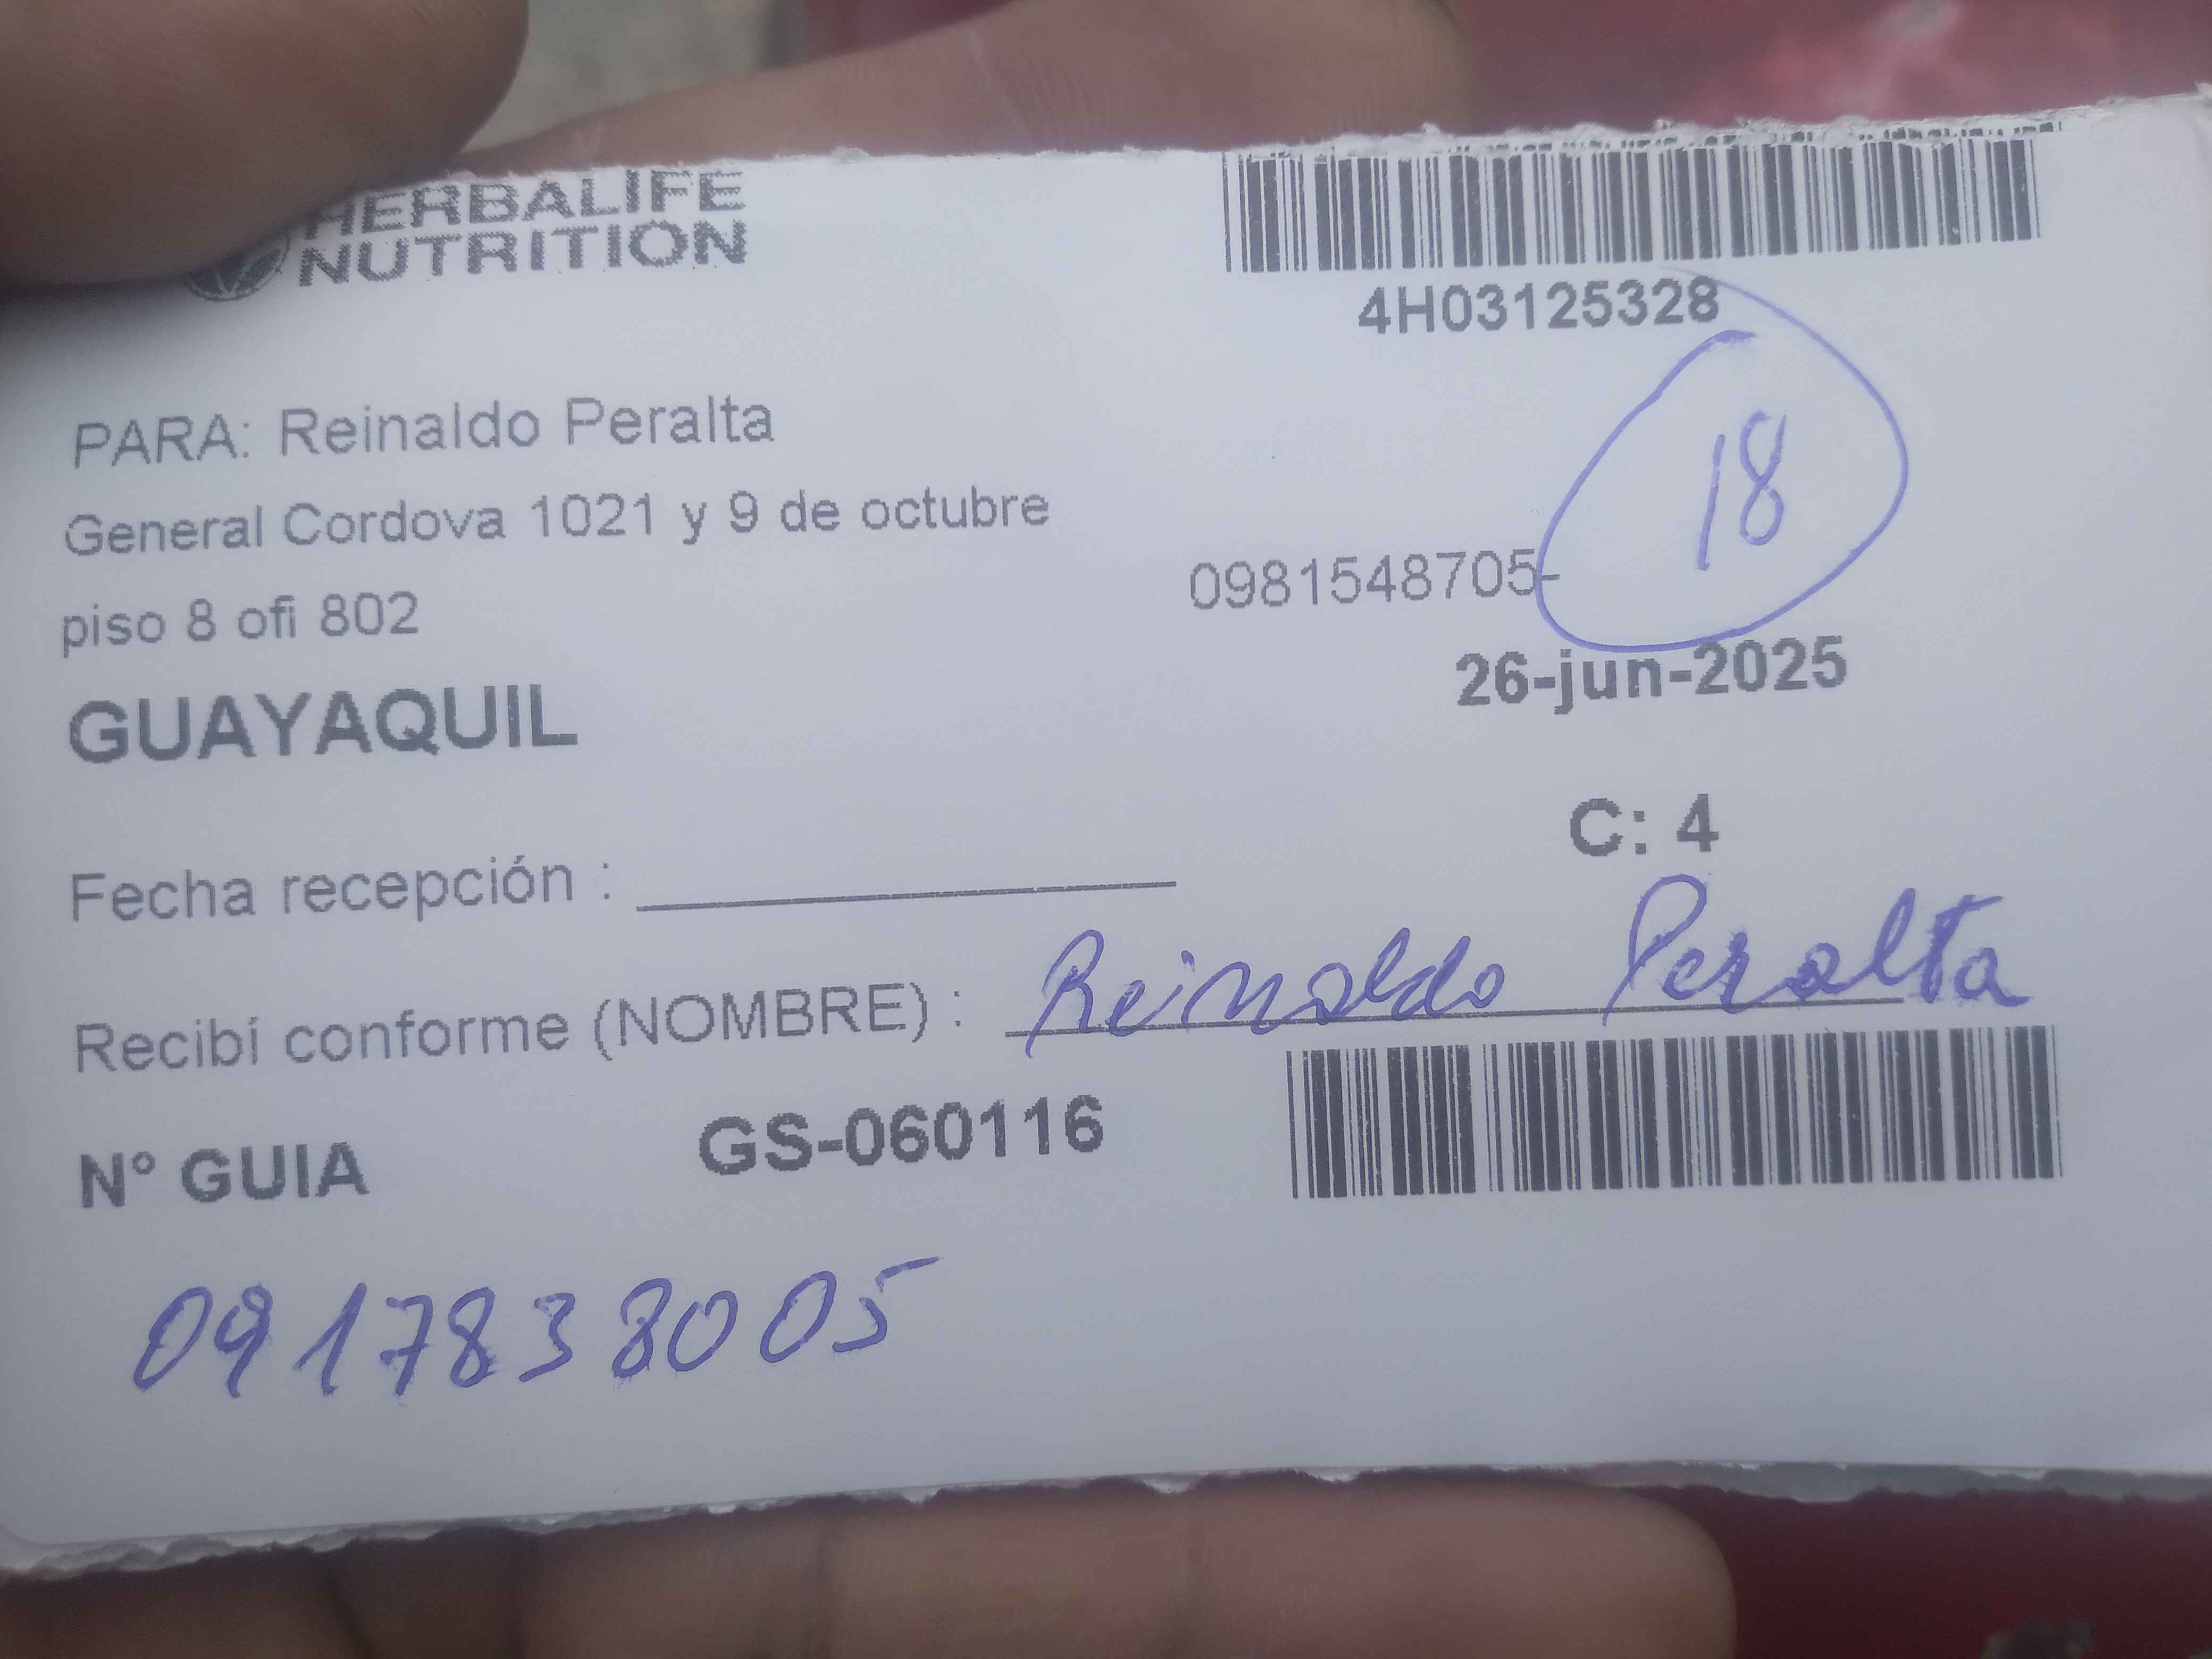 HERBALIFE
NUTRITION
4H03125328
PARA: Reinaldo Peralta
18
General Cordova 1021 y 9 de octubre
0981548705-
piso 8 ofi 802
26-jun-2025
GUAYAQUIL
C: 4
Fecha recepción :
Recibí conforme (NOMBRE) : Reinaldo Peralta
N° GUIA GS-060116
0917838005